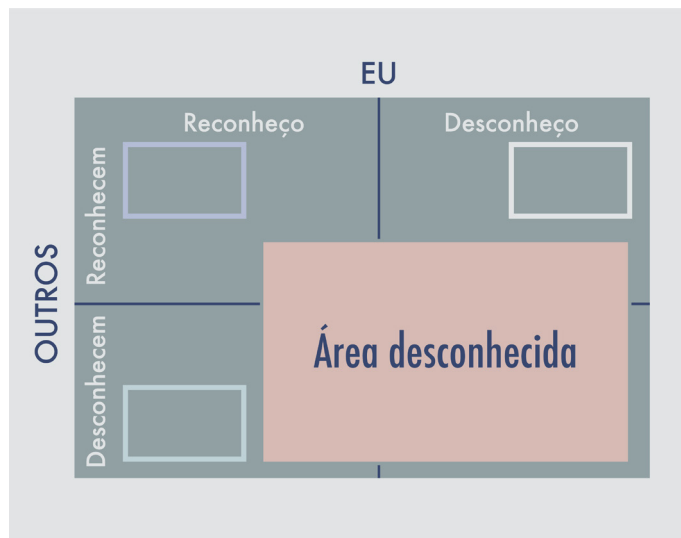 EU
Reconheço
Desconheço
OUTROS
Reconhecem
Desconhecem
Área desconhecida